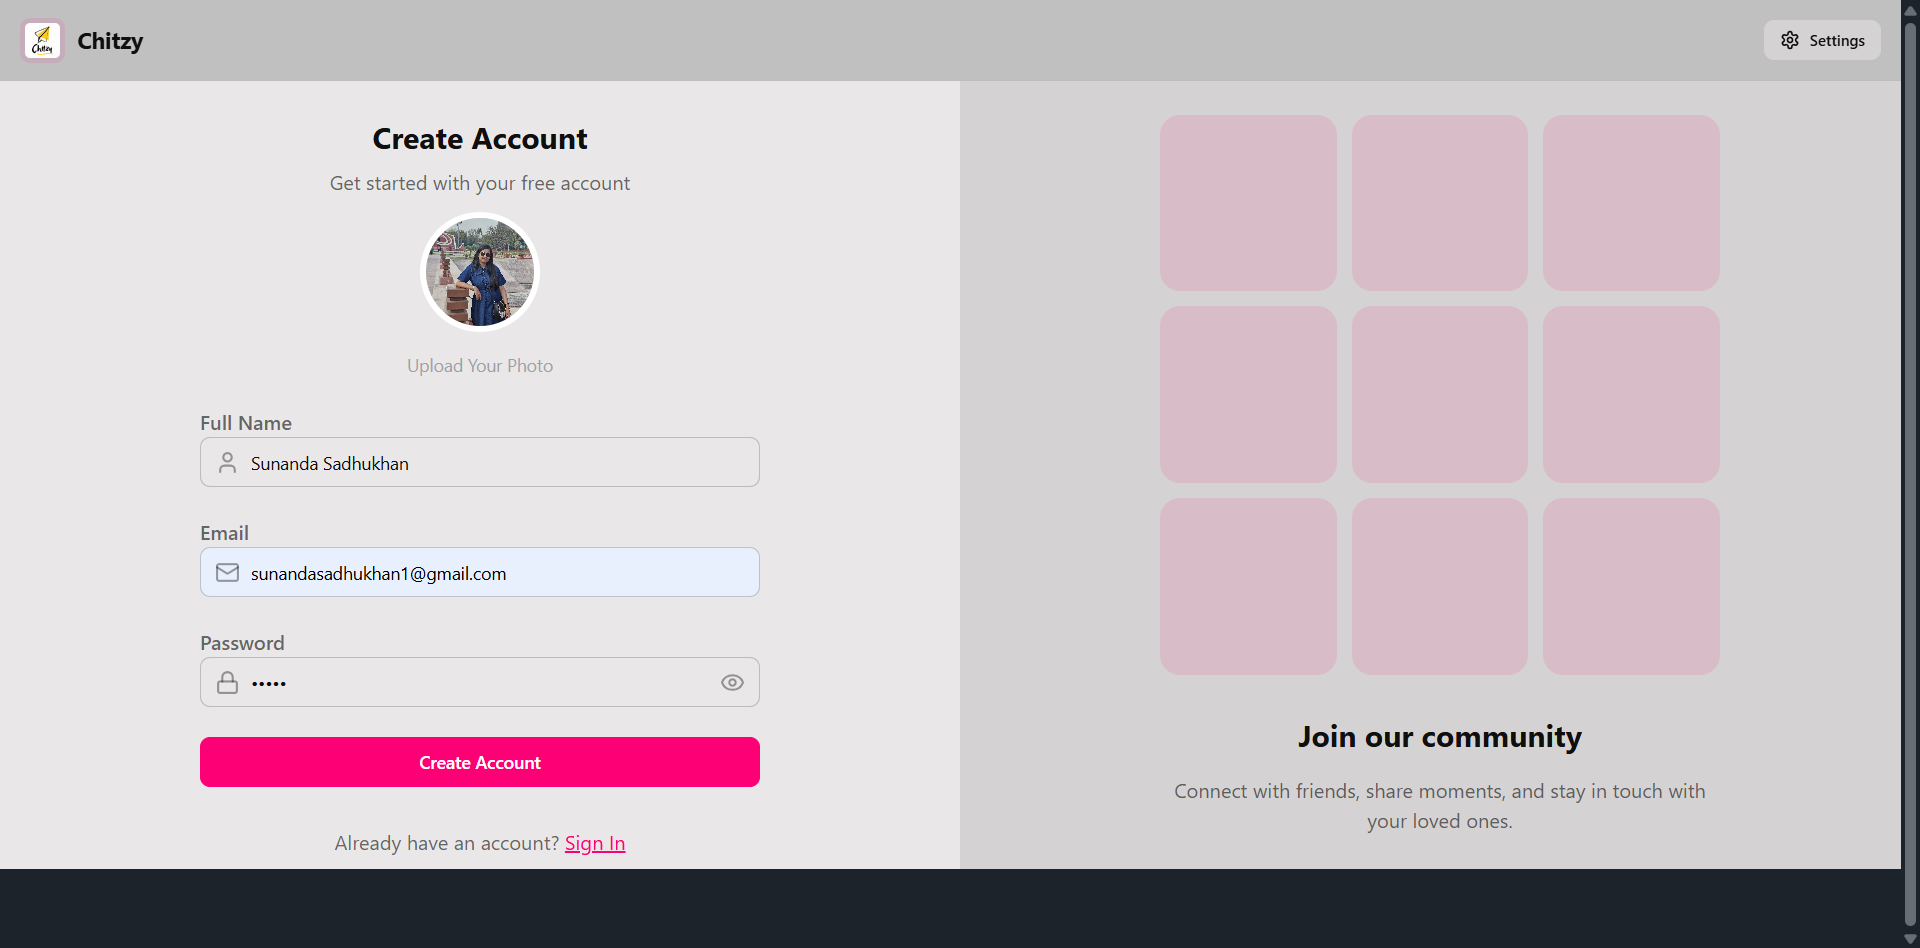 Chitzy
Chitzy
Settings
Create Account
Get started with your free account
Upload Your Photo
Full Name
Sunanda Sadhukhan
Email
sunandasadhukhan1@gmail.com
Password
•••••
Create Account
Already have an account? Sign In
Join our community
Connect with friends, share moments, and stay in touch with
your loved ones.